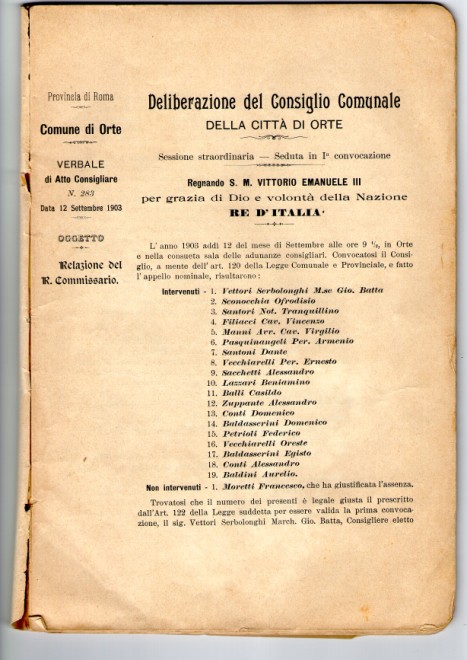 Provincia di Roma
Comune di Orte
VERBALE
di Atto Consigliare
N. 283
Data 12 Settembre 1903
OGGETTO
Relazione del
R. Commissario.
Deliberazione del Consiglio Comunale
DELLA CITTÀ DI ORTE
Sessione straordinaria — Seduta in Iª convocazione
Regnando S. M. VITTORIO EMANUELE III
per grazia di Dio e volontà della Nazione
RE D'ITALIA·
L' anno 1903 addi 12 del mese di Settembre alle ore 9 ½, in Orte
e nella consueta sala delle adunanze consigliari. Convocatosi il Consi-
glio, a mente dell' art. 120 della Legge Comunale e Provinciale, e fatto
l' appello nominale, risultarono :
Intervenuti - 1. Vettori Serbolonghi M.se Gio. Batta
2. Sconocchia Ofrodisio
3. Santori Not. Tranquillino
4. Filiacci Cav. Vincenzo
5. Manni Avv. Cav. Virgilio
6. Pasquinangeli Per. Armenio
7. Santoni Dante
8. Vecchiarelli Per. Ernesto
9. Sacchetti Alessandro
10. Lazzari Beniamino
11. Balli Casildo
12. Zuppante Alessandro
13. Conti Domenico
14. Baldasserini Domenico
15. Petrioli Federico
16. Vecchiarelli Oreste
17. Baldasserini Egisto
18. Conti Alessandro
19. Baldini Aurelio.
Non intervenuti - 1. Moretti Francesco, che ha giustificata l'assenza.
Trovatosi che il numero dei presenti è legale giusta il prescritto
dall'Art. 122 della Legge suddetta per essere valida la prima convoca-
zione, il sig. Vettori Serbolonghi March. Gio. Batta, Consigliere eletto